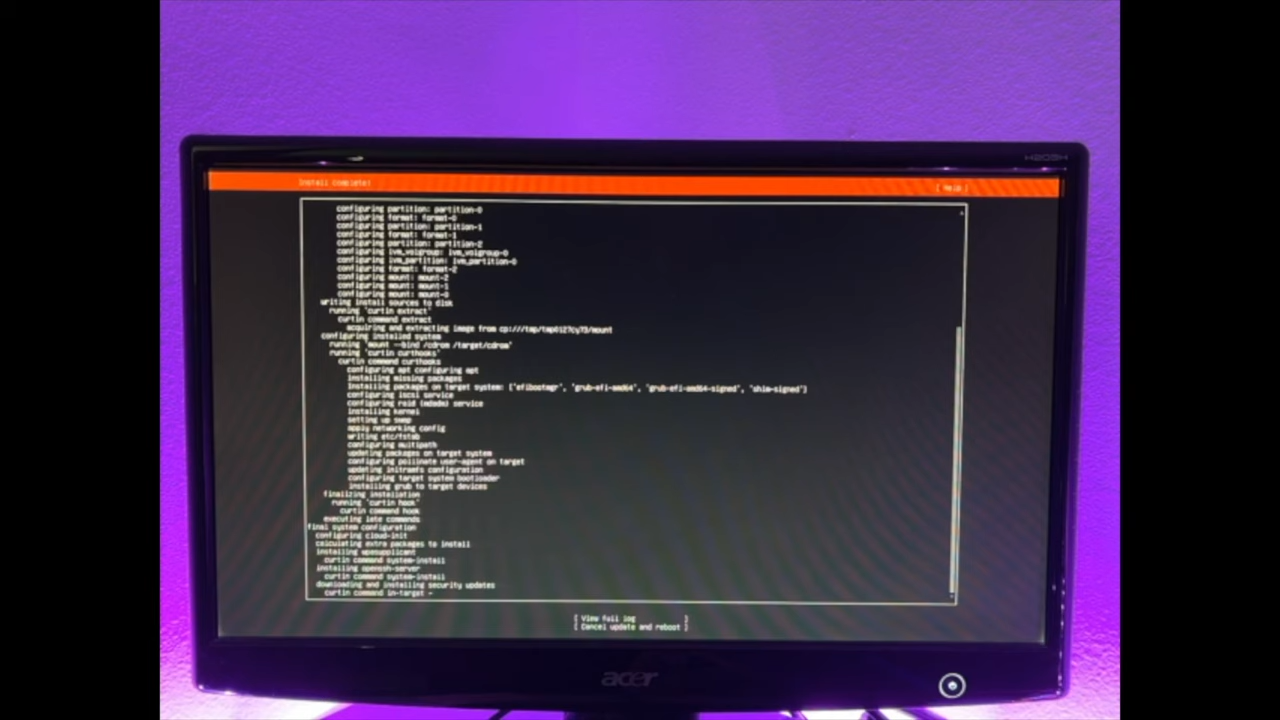 H203H
Install complete!
[ Help ]
configuring partition: partition-0
configuring format: format-0
configuring partition: partition-1
configuring format: format-1
configuring partition: partition-2
configuring lvm_volgroup: lvm_volgroup-0
configuring lvm_partition: lvm_partition-0
configuring format: format-2
configuring mount: mount-2
configuring mount: mount-1
configuring mount: mount-0
writing install sources to disk
running 'curtin extract'
curtin command extract
acquiring and extracting image from
configuring installed system
running 'mount --bind /cdrom /target/cdrom'
running 'curtin curthooks'
curtin command curthooks
configuring apt configuring apt
installing missing packages
installing packages on target system: ['efibootmgr', 'grub-efi-amd64', 'grub-efi-amd64-signed', 'shim-signed']
configuring iscsi service
configuring raid (mdadm) service
installing kernel
setting up swap
apply networking config
writing etc/fstab
configuring multipath
updating packages on target system
configuring pollinate user-agent on target
updating initramfs configuration
configuring target system bootloader
installing grub to target devices
finalizing installation
running 'curtin hook'
curtin command hook
executing late commands
final system configuration
configuring cloud-init
calculating extra packages to install
installing wpasupplicant
curtin command system-install
installing openssh-server
curtin command system-install
downloading and installing security updates
curtin command in-target -
[ View full log ]
[ Cancel update and reboot ]
acer